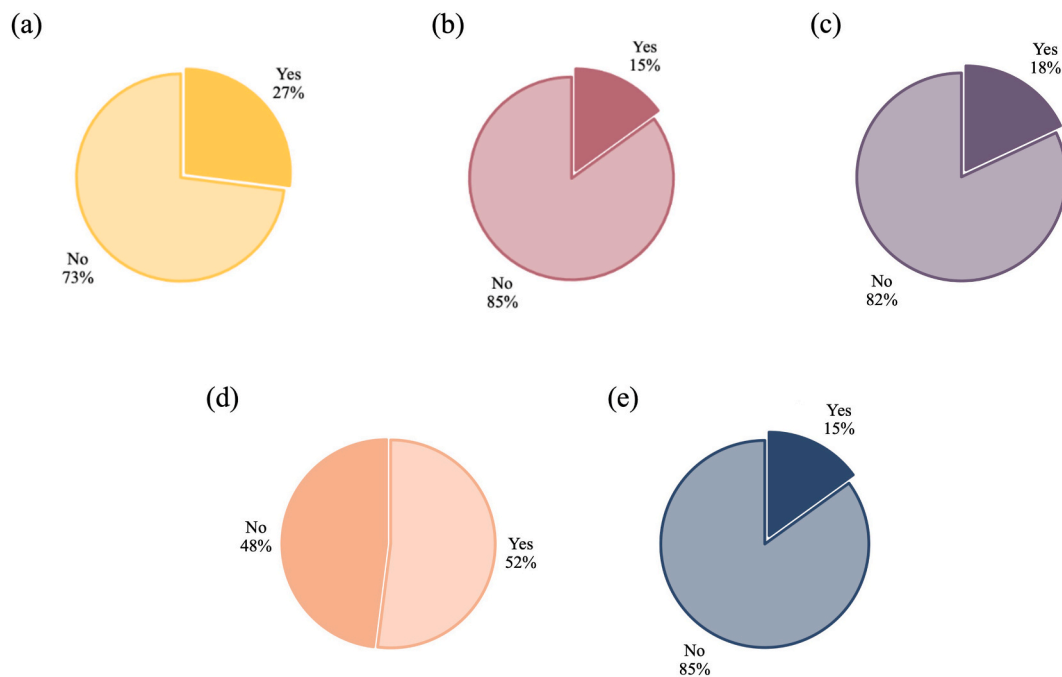 (a)
Yes
27%
No
73%
(b)
Yes
15%
No
85%
(c)
Yes
18%
No
82%
(d)
No
48%
Yes
52%
(e)
Yes
15%
No
85%